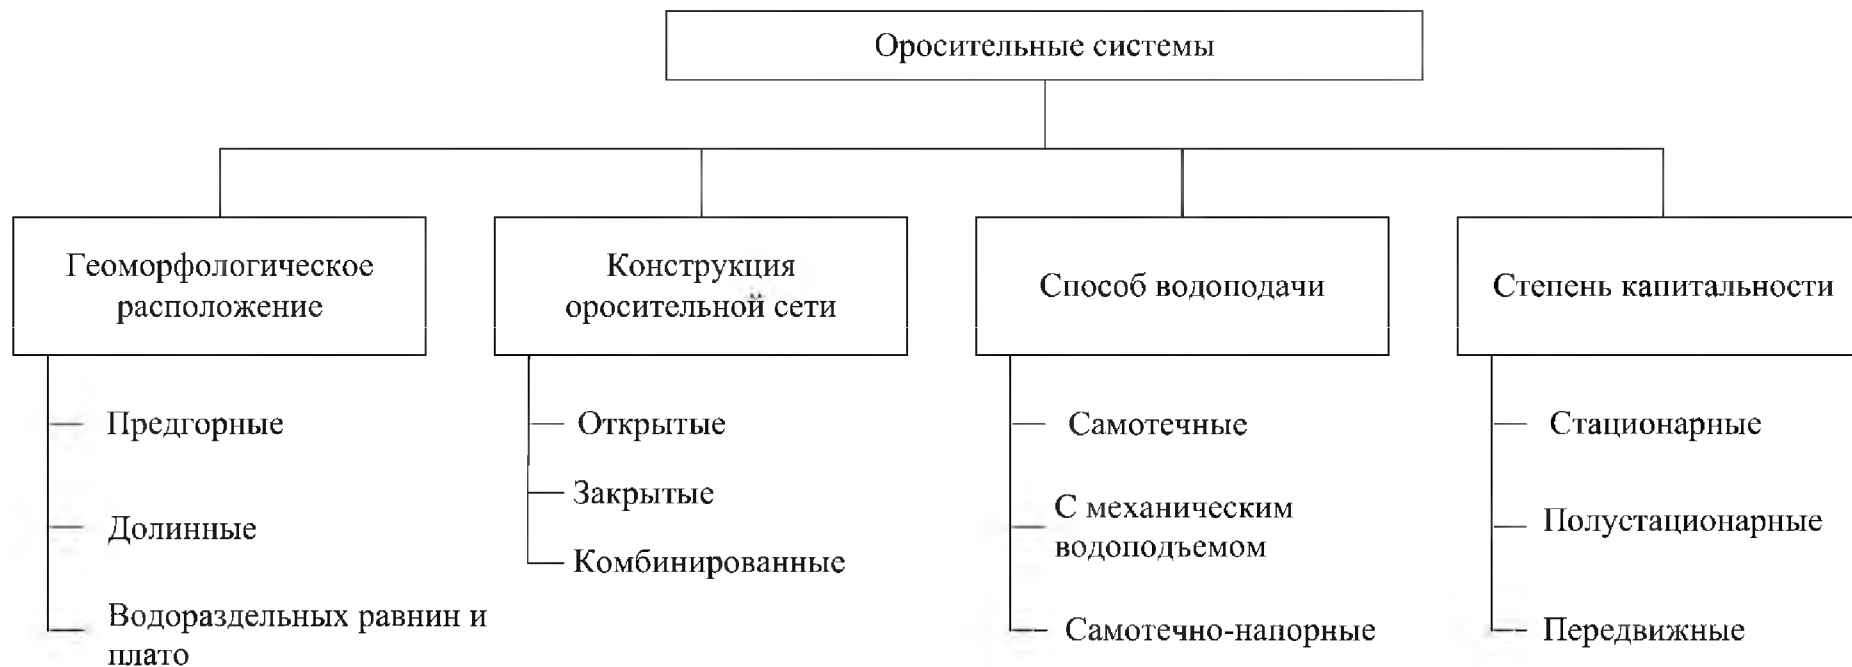 Оросительные системы
Геоморфологическое
расположение
Конструкция
оросительной сети
Способ водоподачи
Степень капитальности
Предгорные
Долинные
Водораздельных равнин и
плато
Открытые
Закрытые
Комбинированные
Самотечные
С механическим
водоподъемом
Самотечно-напорные
Стационарные
Полустационарные
Передвижные